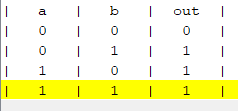 | a | b | out |
| 0 | 0 | 0 |
| 0 | 1 | 1 |
| 1 | 0 | 1 |
| 1 | 1 | 1 |